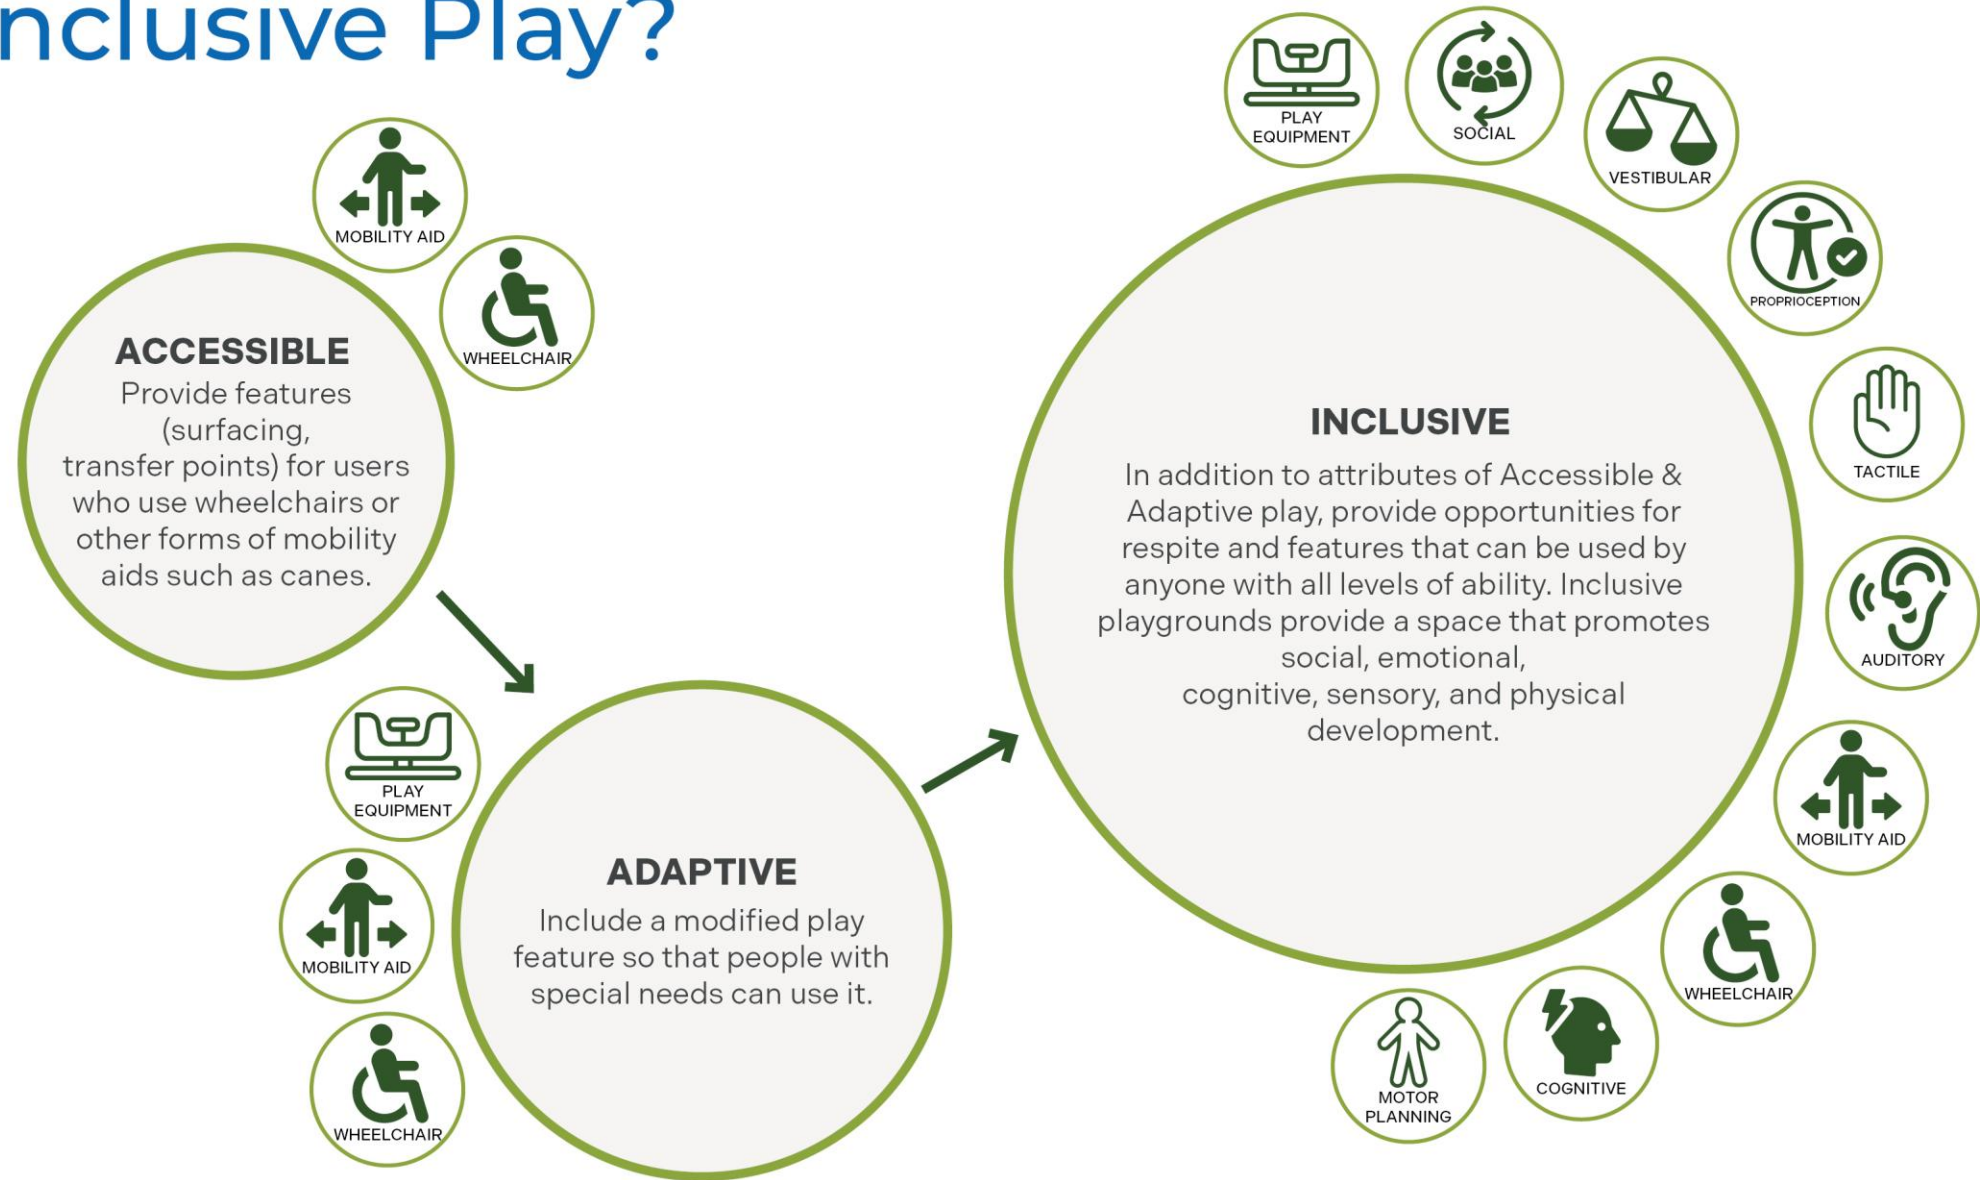 nclusive Play?
MOBILITY AID
WHEELCHAIR
ACCESSIBLE
Provide features
(surfacing,
transfer points) for users
who use wheelchairs or
other forms of mobility
aids such as canes.
PLAY
EQUIPMENT
MOBILITY AID
WHEELCHAIR
ADAPTIVE
Include a modified play
feature so that people with
special needs can use it.
PLAY
EQUIPMENT
SOCIAL
VESTIBULAR
PROPRIOCEPTION
TACTILE
AUDITORY
MOBILITY AID
WHEELCHAIR
COGNITIVE
MOTOR
PLANNING
INCLUSIVE
In addition to attributes of Accessible &
Adaptive play, provide opportunities for
respite and features that can be used by
anyone with all levels of ability. Inclusive
playgrounds provide a space that promotes
social, emotional,
cognitive, sensory, and physical
development.